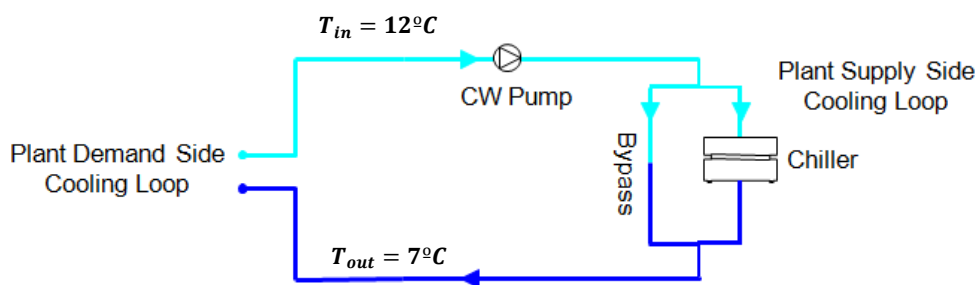 T_in = 12ºC
CW Pump
Plant Supply Side
Cooling Loop
Plant Demand Side
Cooling Loop
Bypass
Chiller
T_out = 7ºC